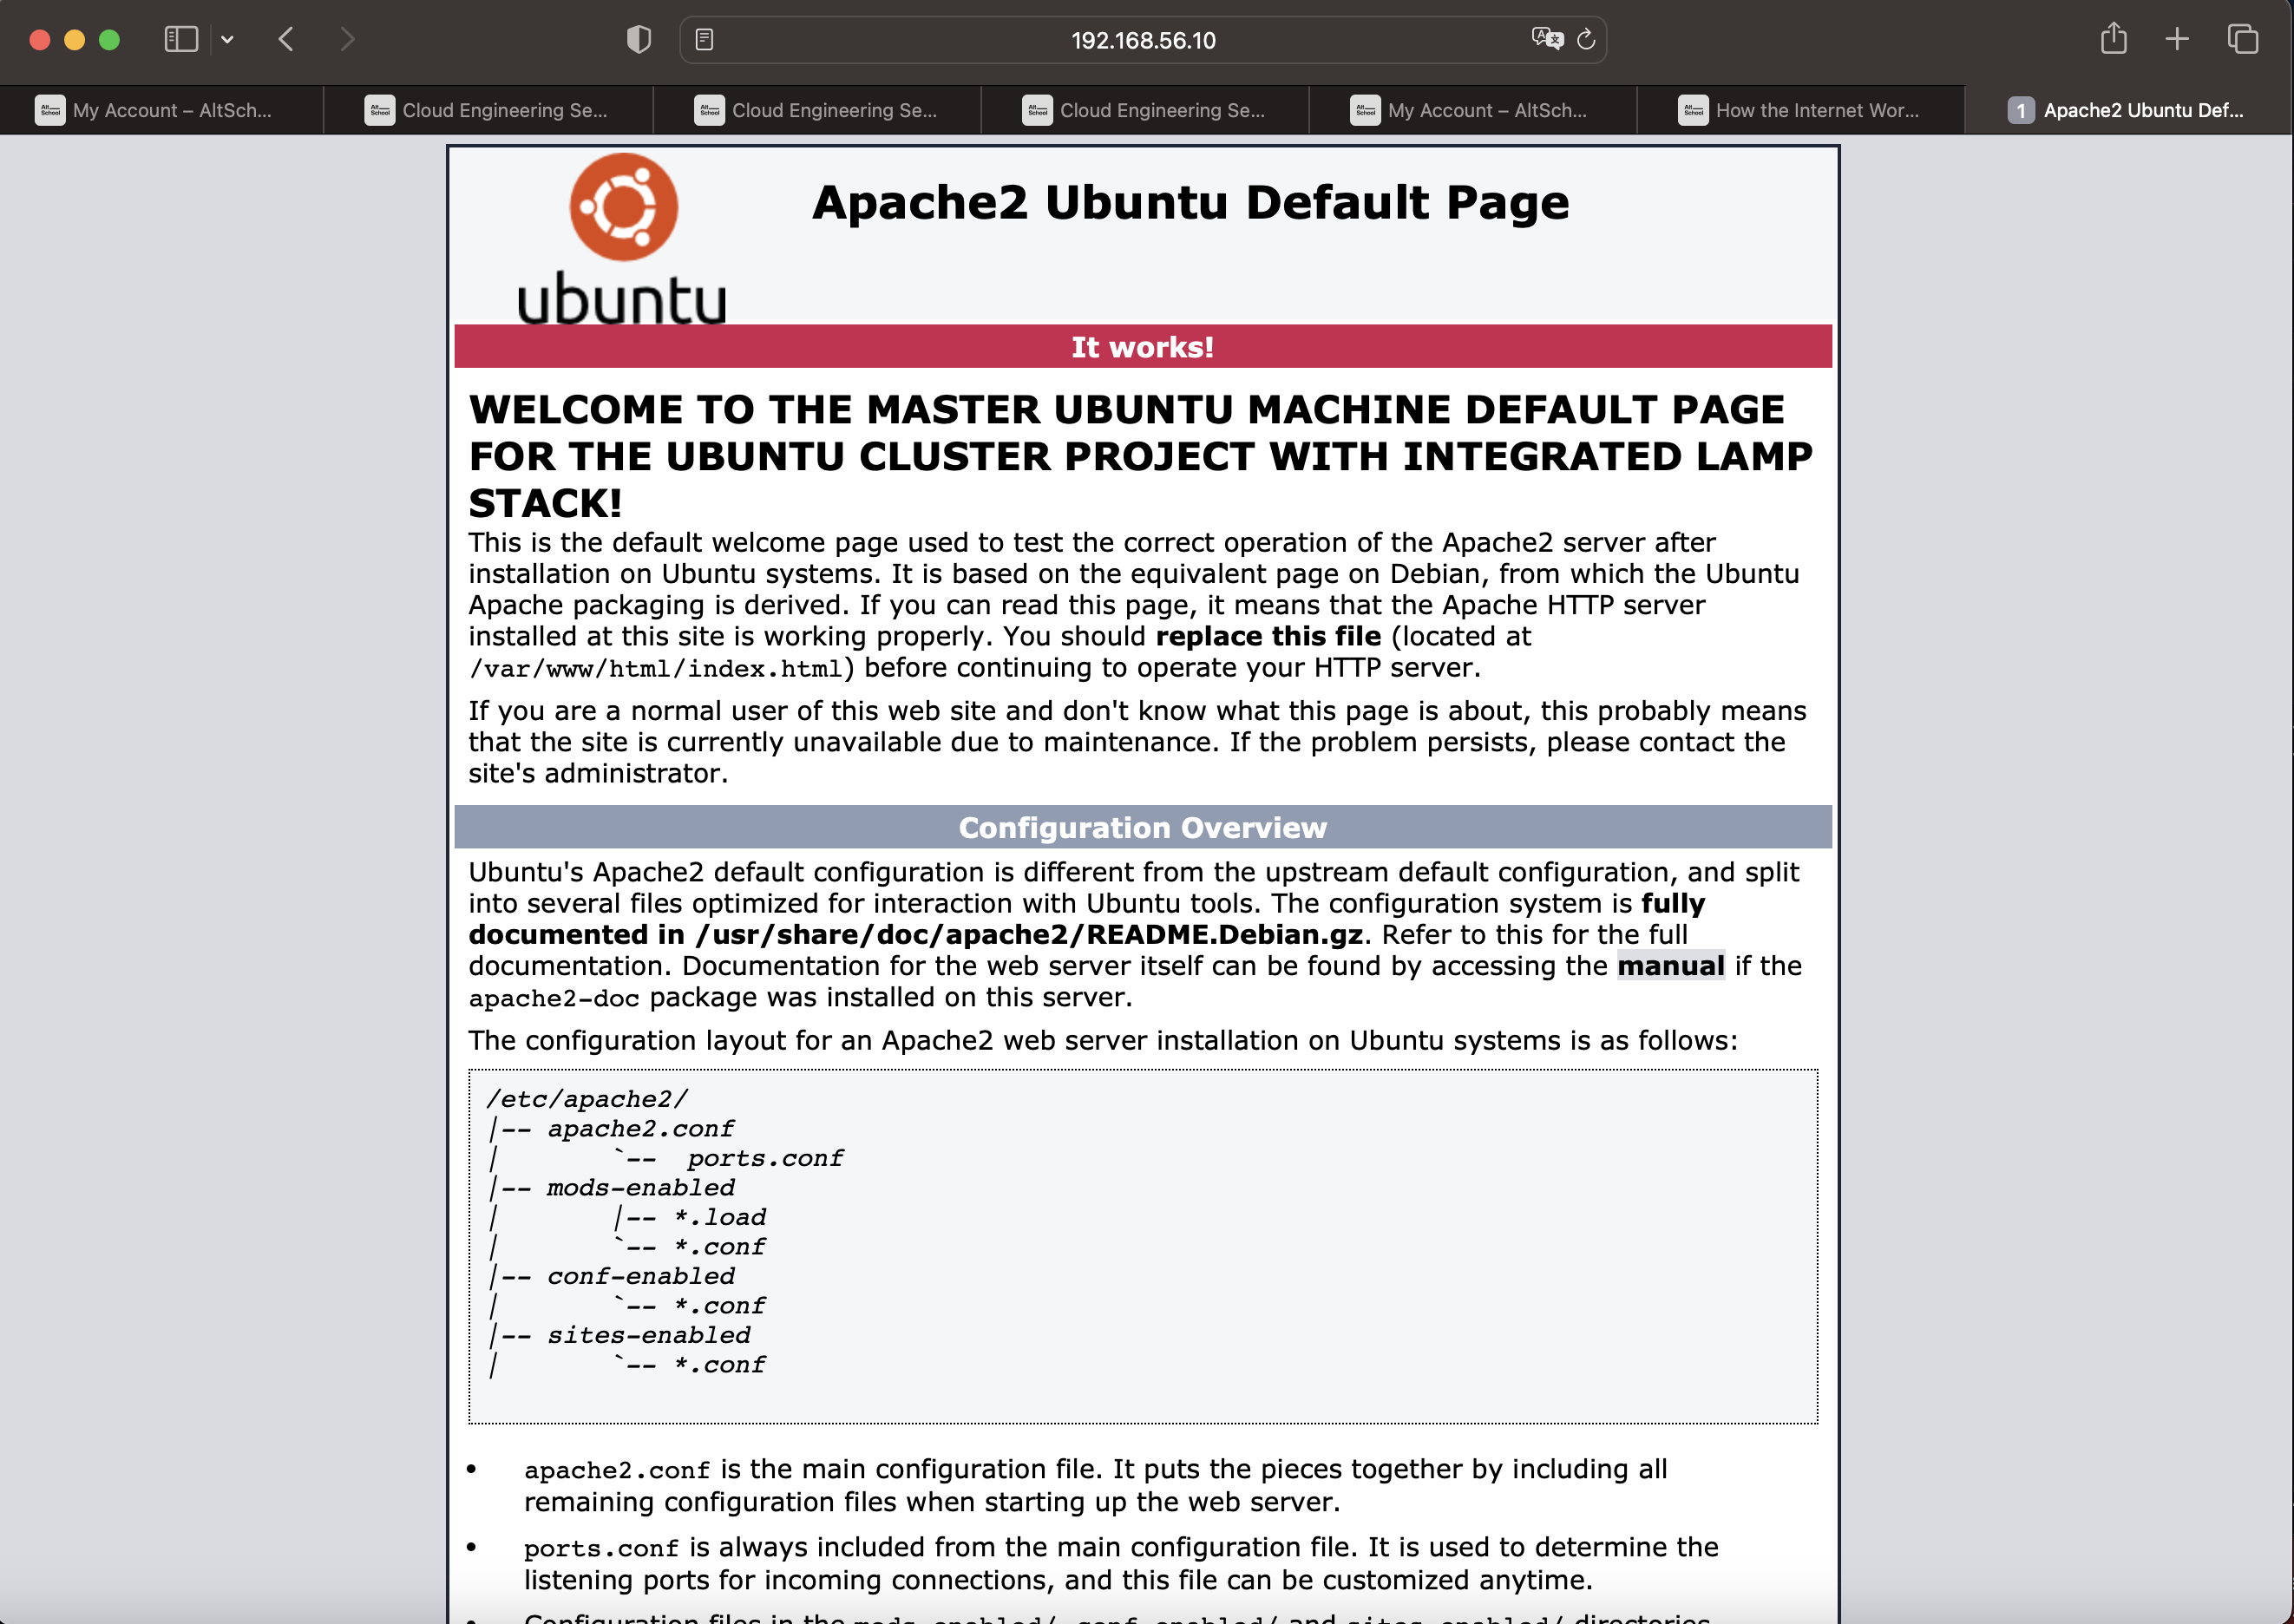 192.168.56.10
My Account – AltSch...
Cloud Engineering Se...
Cloud Engineering Se...
Cloud Engineering Se...
My Account – AltSch...
How the Internet Wor...
1 Apache2 Ubuntu Def...
ubuntu
Apache2 Ubuntu Default Page
It works!
WELCOME TO THE MASTER UBUNTU MACHINE DEFAULT PAGE
FOR THE UBUNTU CLUSTER PROJECT WITH INTEGRATED LAMP
STACK!
This is the default welcome page used to test the correct operation of the Apache2 server after
installation on Ubuntu systems. It is based on the equivalent page on Debian, from which the Ubuntu
Apache packaging is derived. If you can read this page, it means that the Apache HTTP server
installed at this site is working properly. You should replace this file (located at
/var/www/html/index.html) before continuing to operate your HTTP server.
If you are a normal user of this web site and don't know what this page is about, this probably means
that the site is currently unavailable due to maintenance. If the problem persists, please contact the
site's administrator.
Configuration Overview
Ubuntu's Apache2 default configuration is different from the upstream default configuration, and split
into several files optimized for interaction with Ubuntu tools. The configuration system is fully
documented in /usr/share/doc/apache2/README.Debian.gz. Refer to this for the full
documentation. Documentation for the web server itself can be found by accessing the manual if the
apache2-doc package was installed on this server.
The configuration layout for an Apache2 web server installation on Ubuntu systems is as follows:
/etc/apache2/
|-- apache2.conf
|       `--  ports.conf
|-- mods-enabled
|       |-- *.load
|       `-- *.conf
|-- conf-enabled
|       `-- *.conf
|-- sites-enabled
|       `-- *.conf
• apache2.conf is the main configuration file. It puts the pieces together by including all
remaining configuration files when starting up the web server.
• ports.conf is always included from the main configuration file. It is used to determine the
listening ports for incoming connections, and this file can be customized anytime.
• Configuration files in the mods-enabled/, conf-enabled/ and sites-enabled/ directories